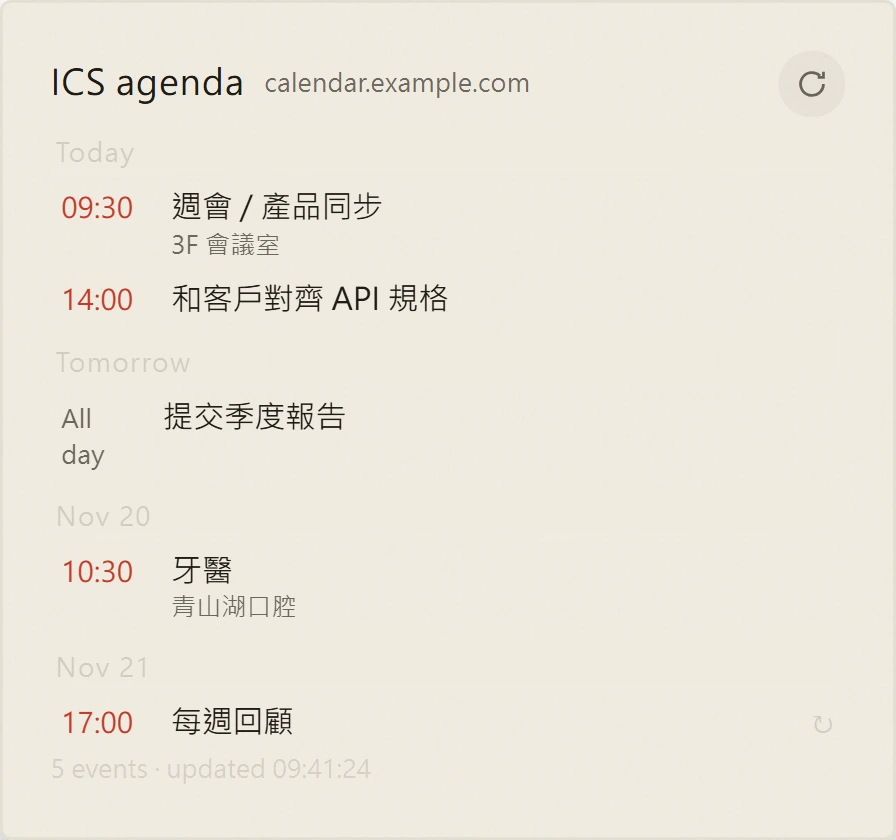 ICS agenda calendar.example.com
Today
09:30 週會 / 產品同步
3F 會議室
14:00 和客戶對齊 API 規格
Tomorrow
All day 提交季度報告
Nov 20
10:30 牙醫
青山湖口腔
Nov 21
17:00 每週回顧 ↻
5 events · updated 09:41:24